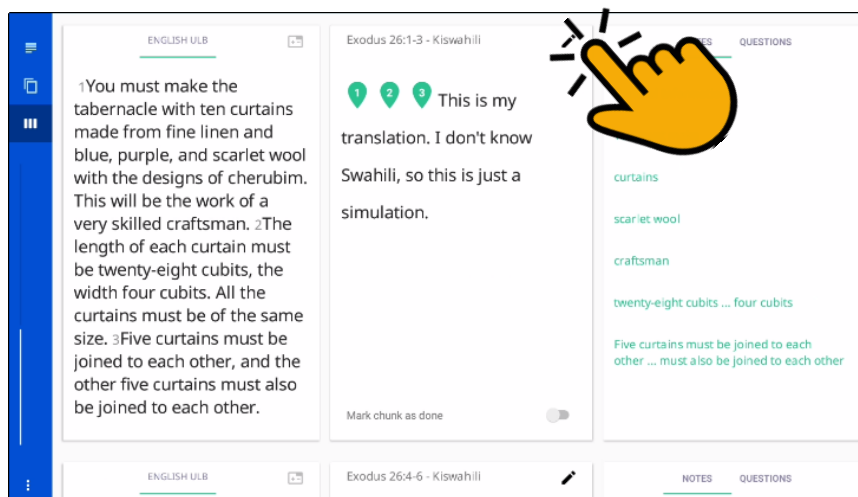 ENGLISH ULB
1You must make the
tabernacle with ten curtains
made from fine linen and
blue, purple, and scarlet wool
with the designs of cherubim.
This will be the work of a
very skilled craftsman. 2The
length of each curtain must
be twenty-eight cubits, the
width four cubits. All the
curtains must be of the same
size. 3Five curtains must be
joined to each other, and the
other five curtains must also
be joined to each other.
Exodus 26:1-3 - Kiswahili
1 2 3 This is my
translation. I don't know
Swahili, so this is just a
simulation.
Mark chunk as done
QUESTIONS
curtains
scarlet wool
craftsman
twenty-eight cubits ... four cubits
Five curtains must be joined to each
other ... must also be joined to each other
ENGLISH ULB
Exodus 26:4-6 - Kiswahili
NOTES QUESTIONS